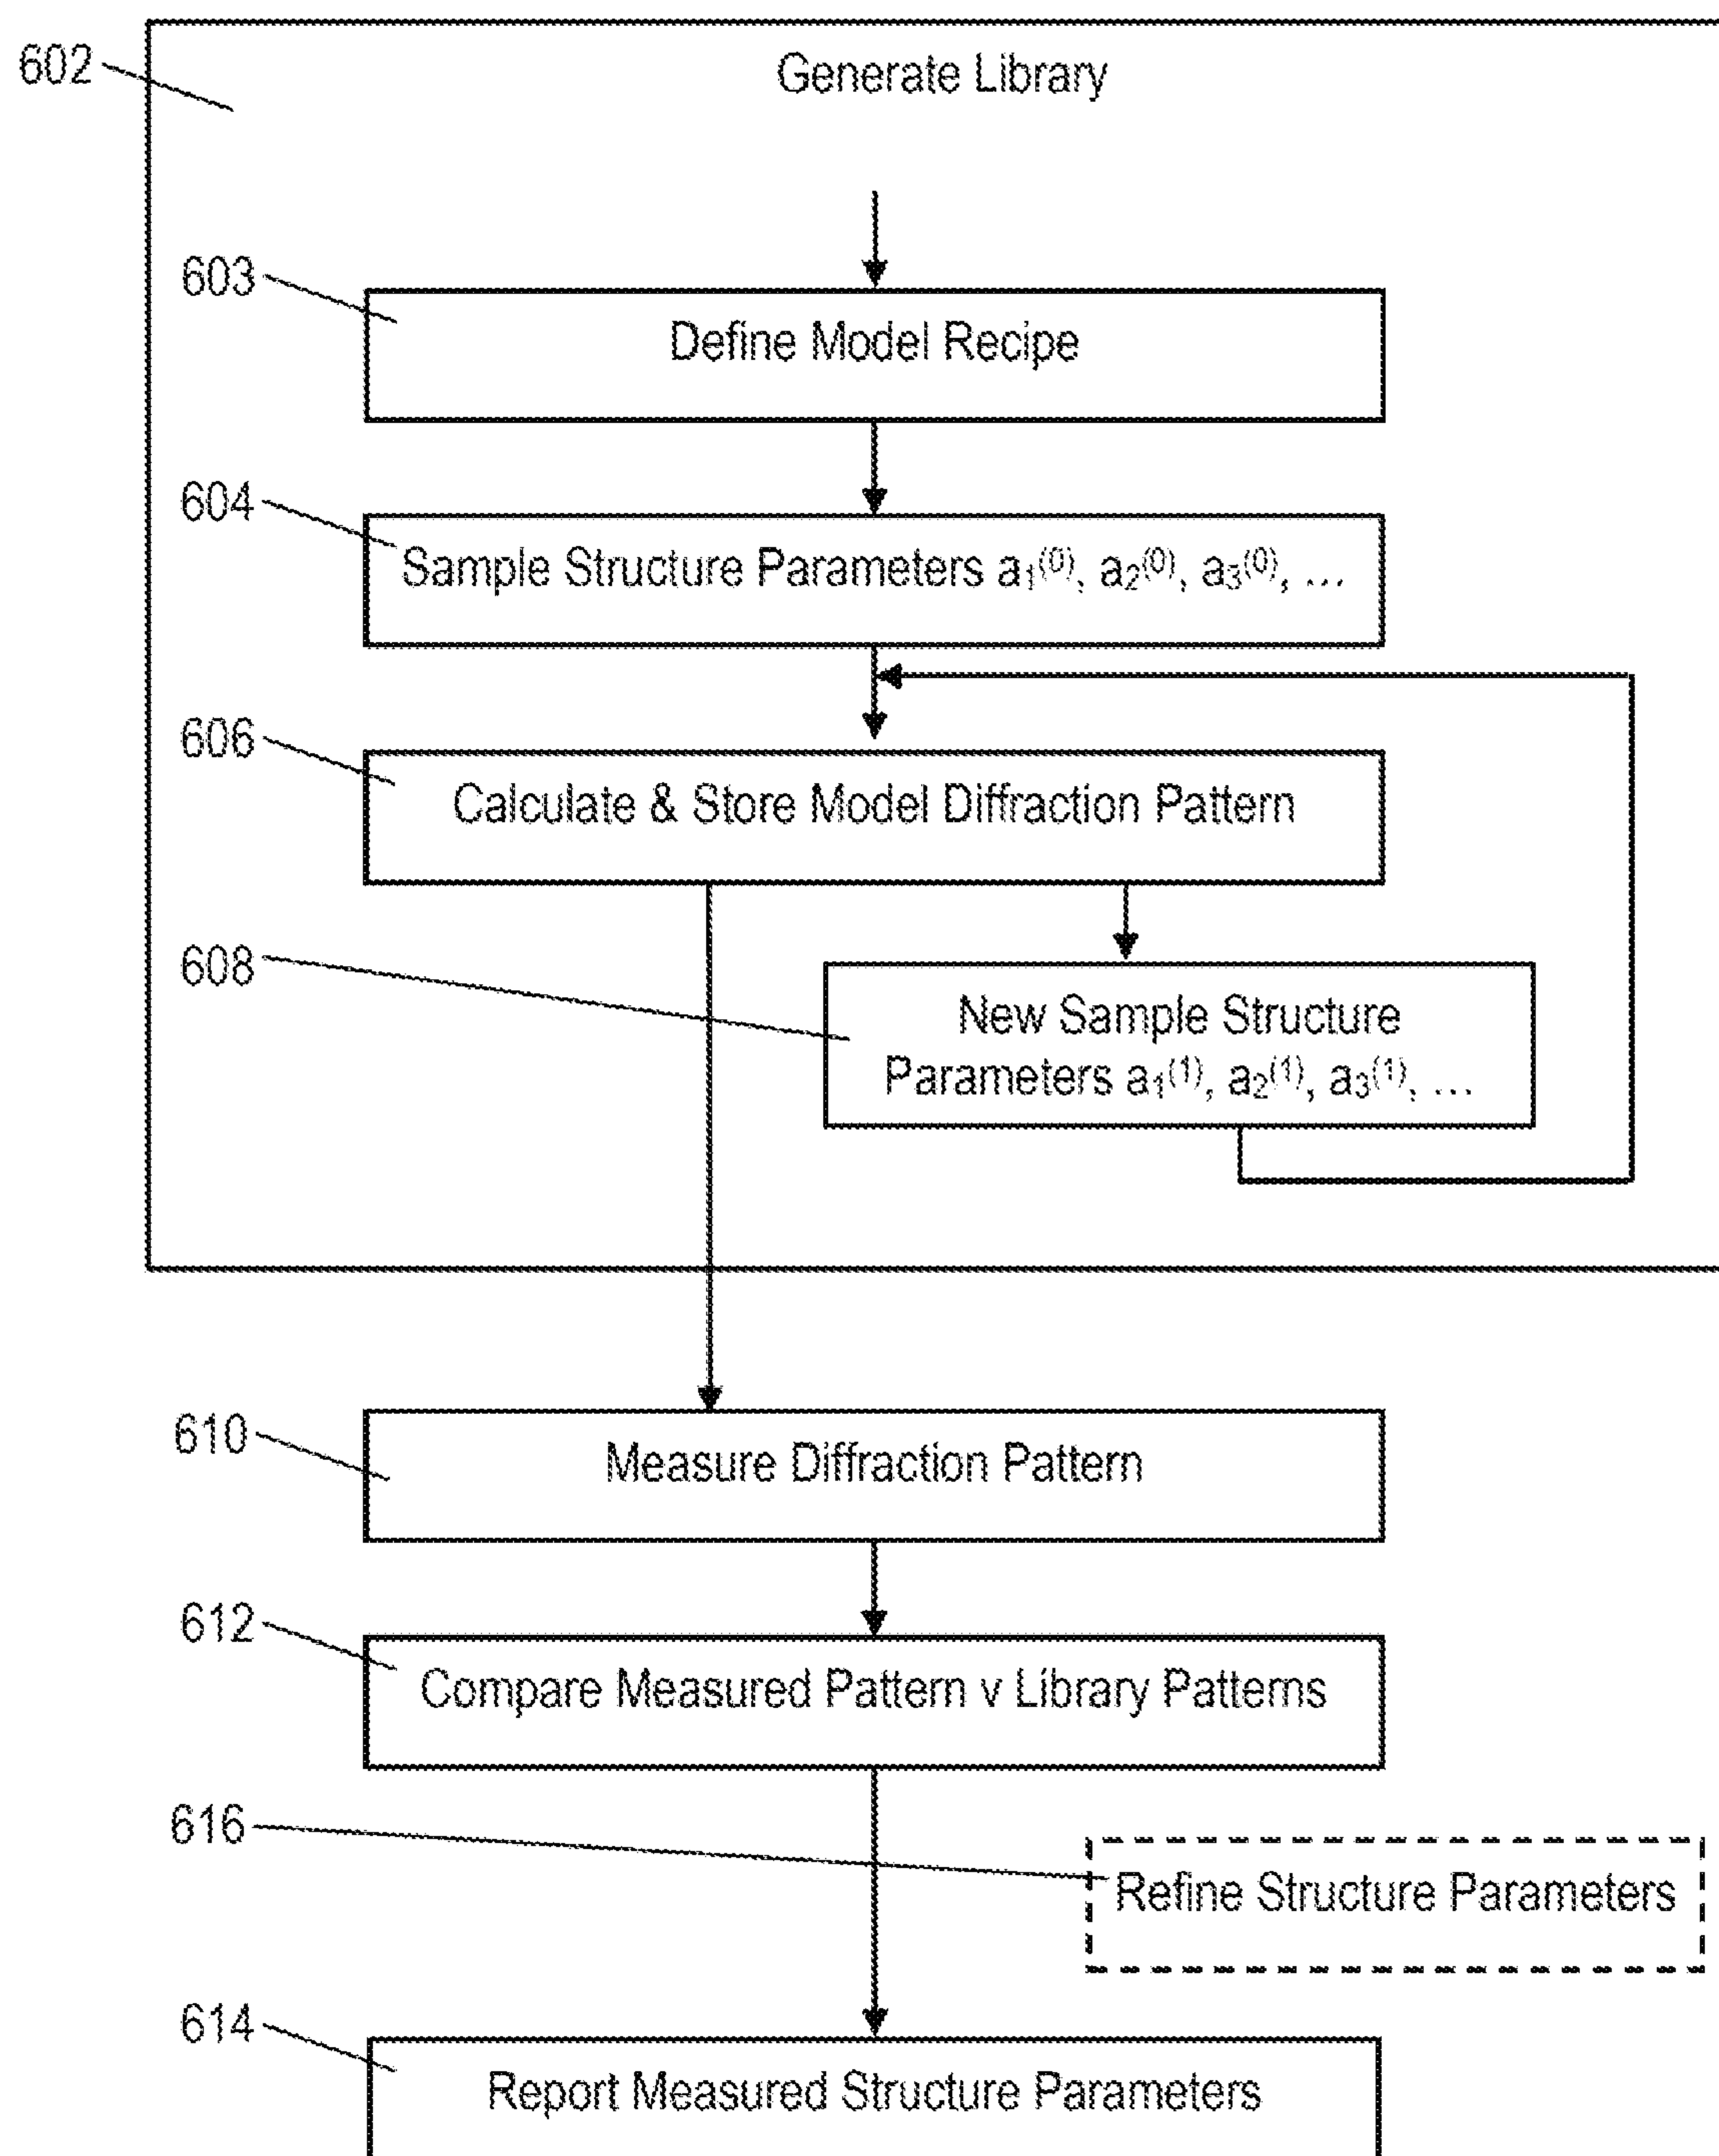 602
Generate Library
603
Define Model Recipe
604
Sample Structure Parameters a₁⁽⁰⁾, a₂⁽⁰⁾, a₃⁽⁰⁾, ...
606
Calculate & Store Model Diffraction Pattern
608
New Sample Structure
Parameters a₁⁽¹⁾, a₂⁽¹⁾, a₃⁽¹⁾, ...
610
Measure Diffraction Pattern
612
Compare Measured Pattern v Library Patterns
616
Refine Structure Parameters
614
Report Measured Structure Parameters